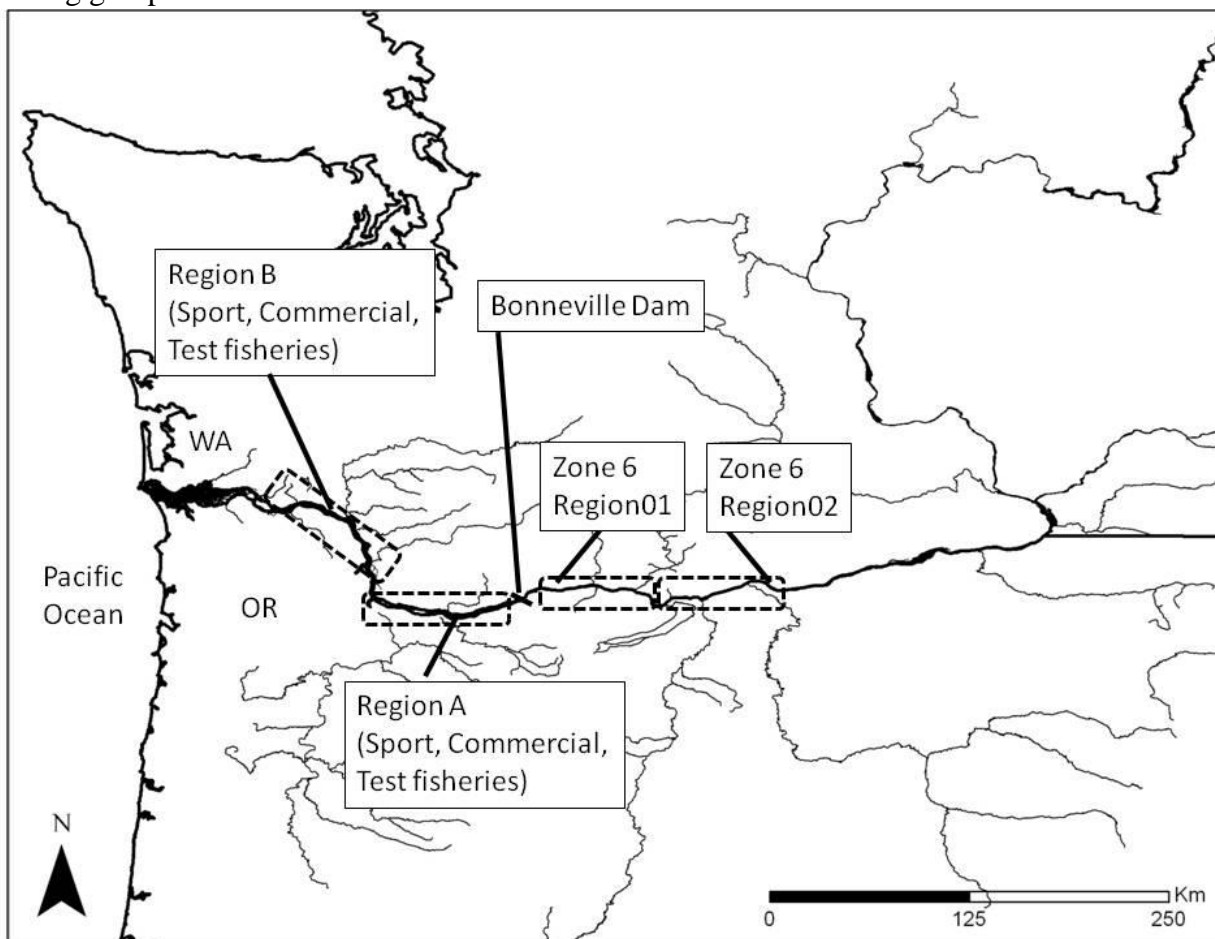 Region B
(Sport, Commercial,
Test fisheries)
Bonneville Dam
WA
Zone 6
Region01
Zone 6
Region02
Pacific
Ocean
OR
Region A
(Sport, Commercial,
Test fisheries)
N
Km
0 125 250